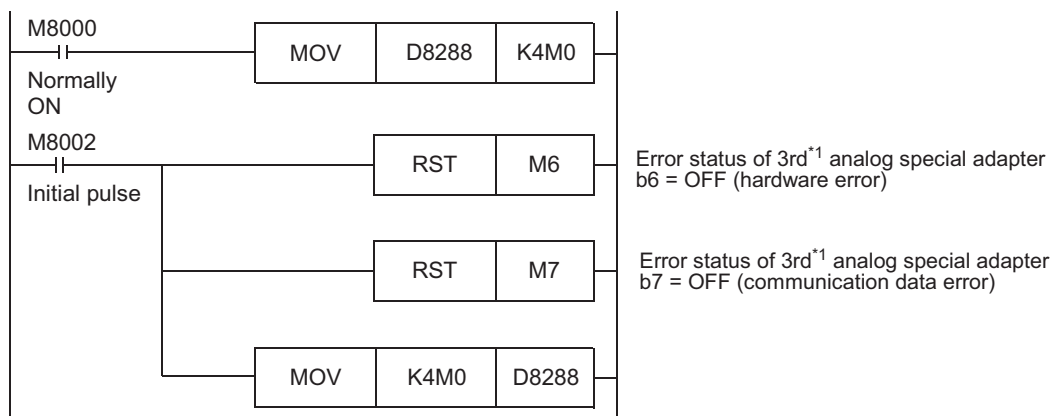 M8000
MOV D8288 K4M0
Normally
ON
M8002
RST M6
Error status of 3rd*1 analog special adapter
b6 = OFF (hardware error)
Initial pulse
RST M7
Error status of 3rd*1 analog special adapter
b7 = OFF (communication data error)
MOV K4M0 D8288